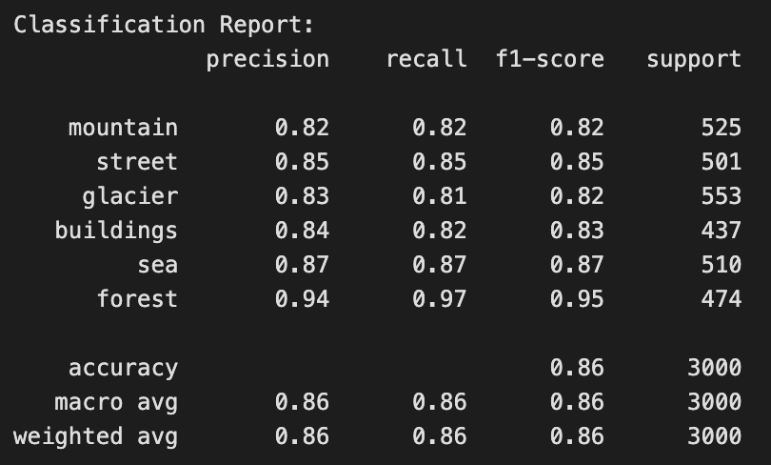 Classification Report:
precision recall f1-score support
mountain 0.82 0.82 0.82 525
street 0.85 0.85 0.85 501
glacier 0.83 0.81 0.82 553
buildings 0.84 0.82 0.83 437
sea 0.87 0.87 0.87 510
forest 0.94 0.97 0.95 474
accuracy 0.86 3000
macro avg 0.86 0.86 0.86 3000
weighted avg 0.86 0.86 0.86 3000